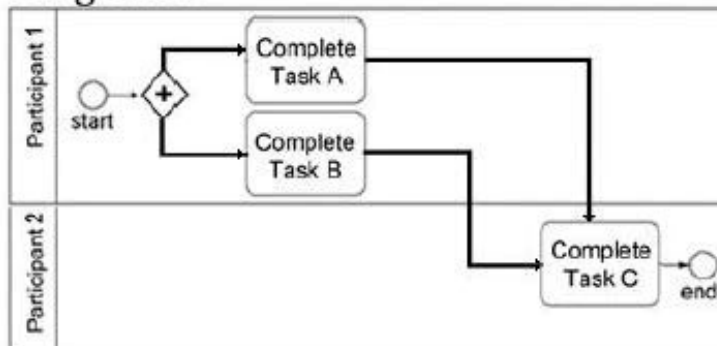 Participant 1
start
+
Complete
Task A
Complete
Task B
Participant 2
Complete
Task C
end